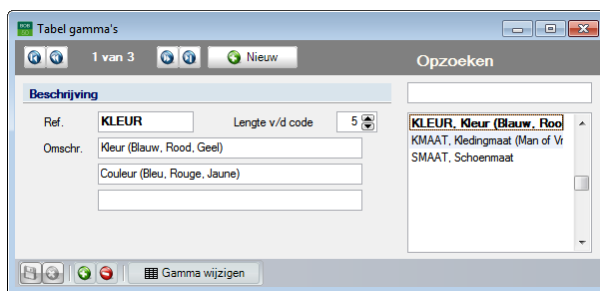 Tabel gamma's
1 van 3
Nieuw
Opzoeken
Beschrijving
Ref.
KLEUR
Lengte v/d code
5
Omschr.
Kleur (Blauw, Rood, Geel)
Couleur (Bleu, Rouge, Jaune)
KLEUR, Kleur (Blauw, Roo
KMAAT, Kledingmaat (Man of Vr
SMAAT, Schoenmaat
Gamma wijzigen